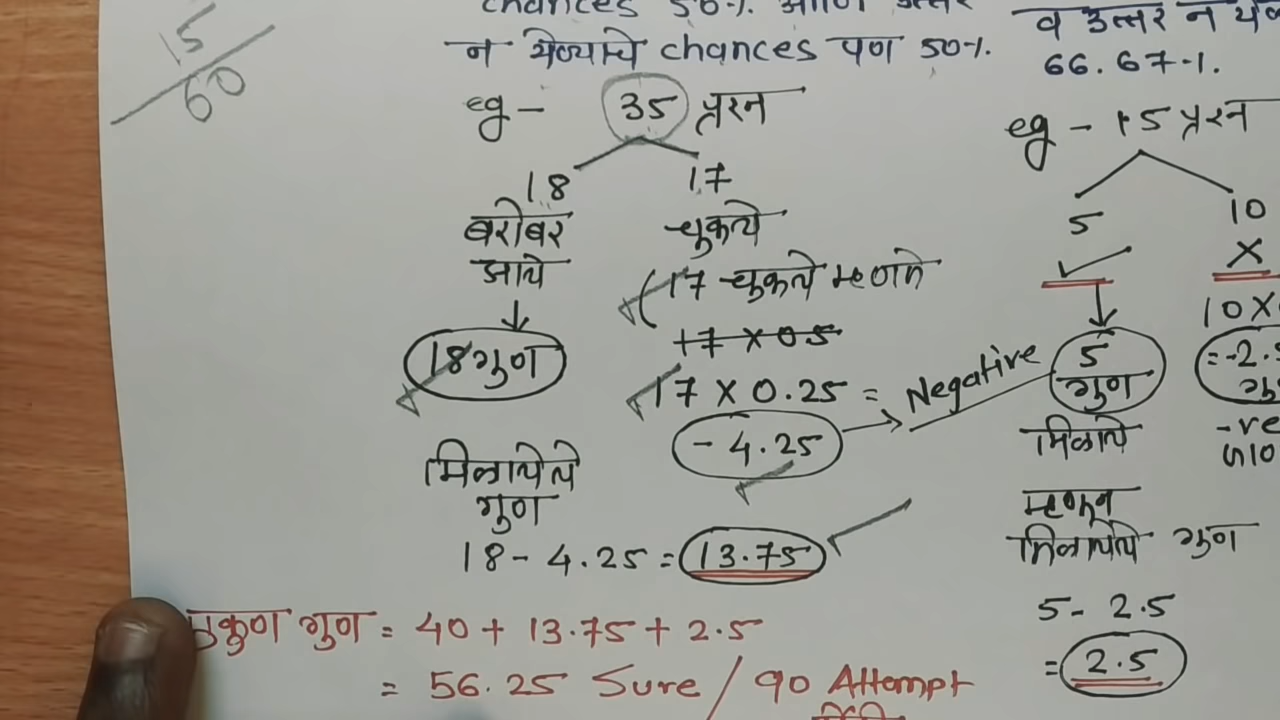 15
60
chances 50%. आणि उत्तर
न येण्याचे chances पण 50%.
eg - 35 प्रश्न
18 17
बरोबर चुकले
आले
(17 चुकले म्हणजे
17 × 0.5
18 गुण
17 × 0.25 =
- 4.25 → Negative
मिळालेले
गुण
18 - 4.25 = 13.75
व उत्तर न
66.67%.
eg - 15 प्रश्न
5 10
✓ ×
10 ×
5
गुण
मिळाले
-ve
म्हणून
मिळालेले गुण
5 - 2.5
= 2.5
एकूण गुण = 40 + 13.75 + 2.5
= 56.25 Sure / 90 Attempt